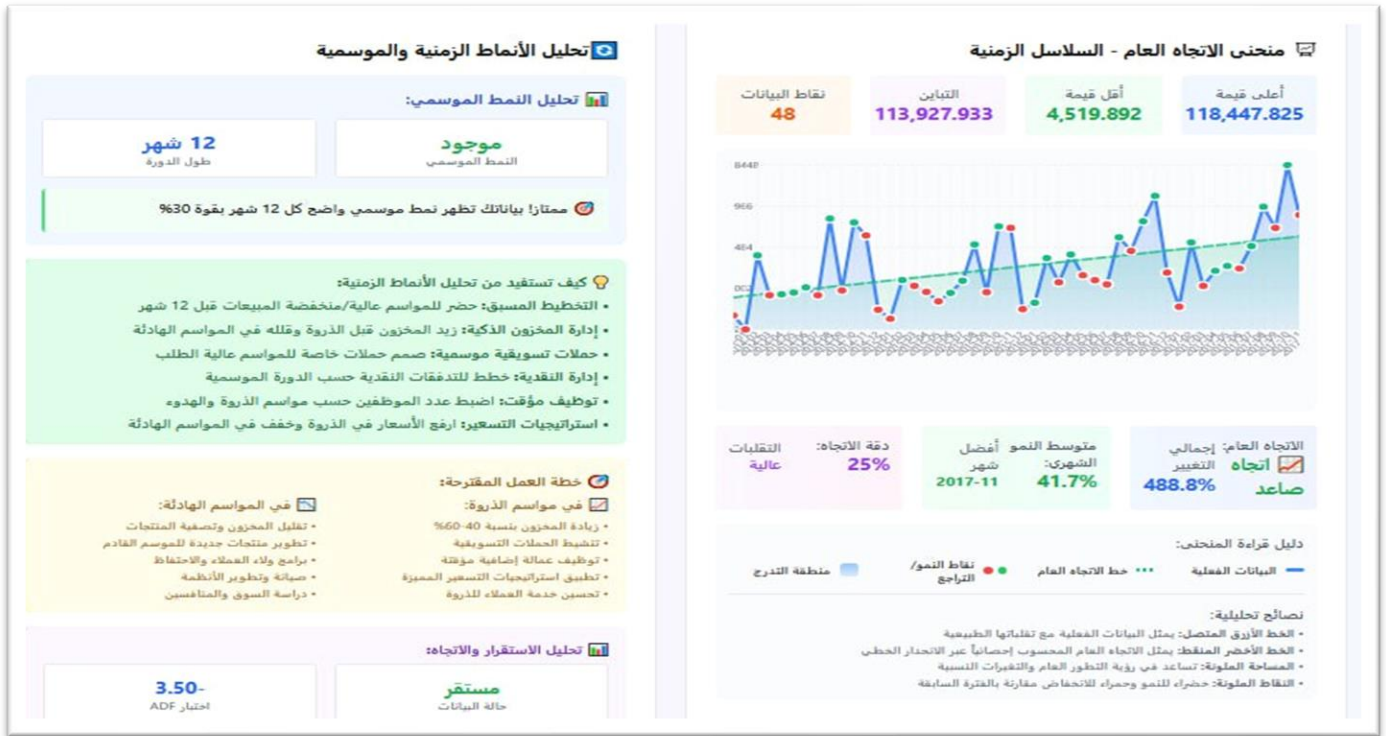 منحنى الاتجاه العام - السلاسل الزمنية
أعلى قيمة
118,447.825
أقل قيمة
4,519.892
التباين
113,927.933
نقاط البيانات
48
الاتجاه العام:
اتجاه صاعد
إجمالي التغيير
488.8%
متوسط النمو الشهري:
41.7%
أفضل شهر
2017-11
دقة الاتجاه:
25%
التقلبات
عالية
دليل قراءة المنحنى:
البيانات الفعلية
خط الاتجاه العام
نقاط النمو/التراجع
منطقة التدرج
نصائح تحليلية:
• الخط الأزرق المتصل: يمثل البيانات الفعلية مع تقلباتها الطبيعية
• الخط الأخضر المنقط: يمثل الاتجاه العام المحسوب إحصائياً عبر الانحدار الخطي
• المساحة الملونة: تساعد في رؤية التطور العام والتغيرات النسبية
• النقاط الملونة: خضراء للنمو وحمراء للانخفاض مقارنة بالفترة السابقة
تحليل الأنماط الزمنية والموسمية
تحليل النمط الموسمي:
موجود
النمط الموسمي
12 شهر
طول الدورة
ممتاز! بياناتك تظهر نمط موسمي واضح كل 12 شهر بقوة 30%
كيف تستفيد من تحليل الأنماط الزمنية:
• التخطيط المسبق: حضر للمواسم عالية/منخفضة المبيعات قبل 12 شهر
• إدارة المخزون الذكية: زيد المخزون قبل الذروة وقلله في المواسم الهادئة
• حملات تسويقية موسمية: صمم حملات خاصة للمواسم عالية الطلب
• إدارة النقدية: خطط للتدفقات النقدية حسب الدورة الموسمية
• توظيف مؤقت: اضبط عدد الموظفين حسب مواسم الذروة والهدوء
• استراتيجيات التسعير: ارفع الأسعار في الذروة وخفف في المواسم الهادئة
خطة العمل المقترحة:
في مواسم الذروة:
• زيادة المخزون بنسبة 40-60%
• تنشيط الحملات التسويقية
• توظيف عمالة إضافية مؤقتة
• تطبيق استراتيجيات التسعير المميزة
• تحسين خدمة العملاء للذروة
في المواسم الهادئة:
• تقليل المخزون وتصفية المنتجات
• تطوير منتجات جديدة للموسم القادم
• برامج ولاء العملاء والاحتفاظ
• صيانة وتطوير الأنظمة
• دراسة السوق والمنافسين
تحليل الاستقرار والاتجاه:
مستقر
حالة البيانات
-3.50
اختبار ADF